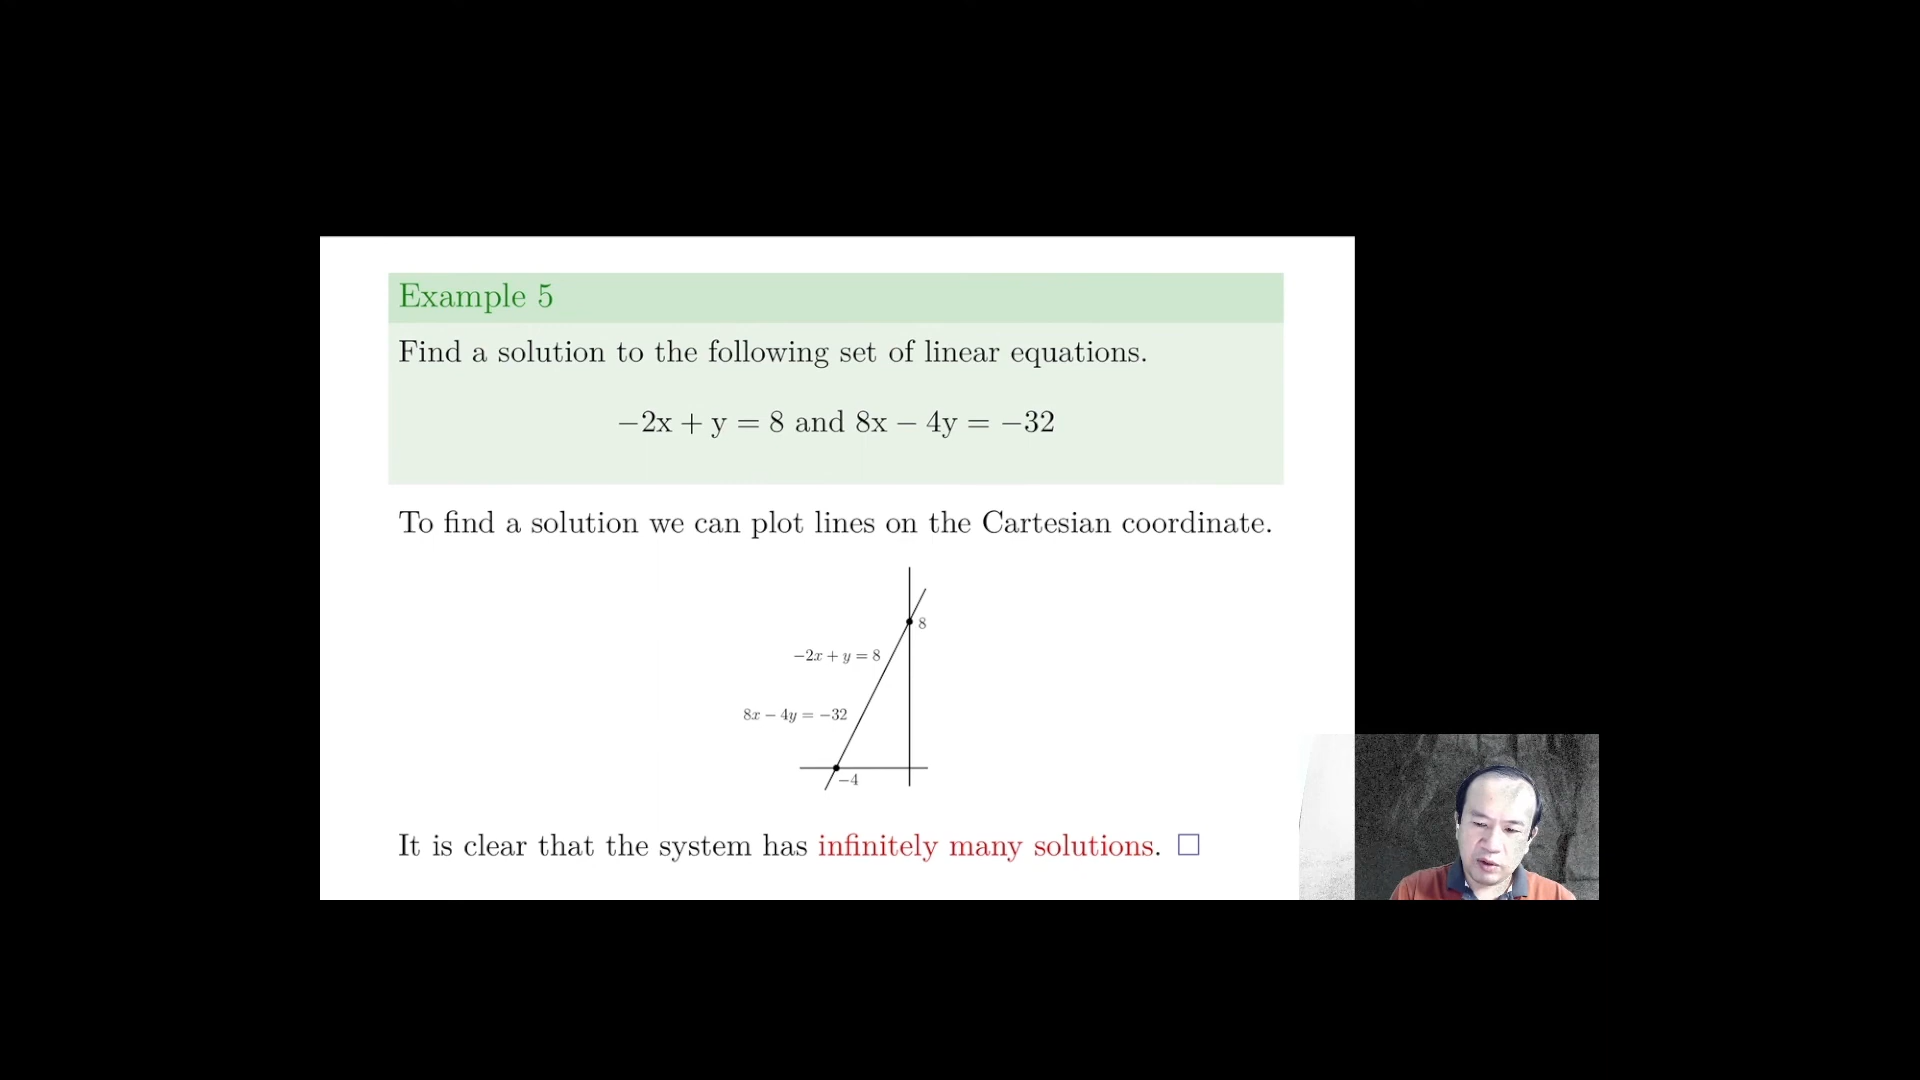 Example 5
Find a solution to the following set of linear equations.
−2x + y = 8 and 8x − 4y = −32
To find a solution we can plot lines on the Cartesian coordinate.
8
−2x + y = 8
8x − 4y = −32
−4
It is clear that the system has infinitely many solutions. □